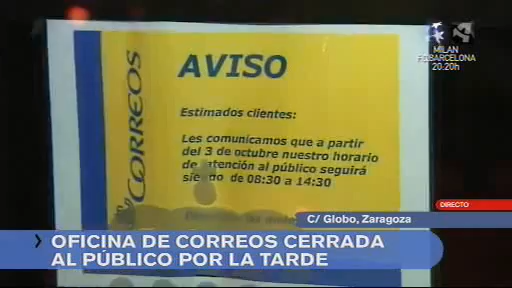 MILAN
FC BARCELONA
20:20h
AVISO
CORREOS
Estimados clientes:
Les comunicamos que a partir
del 3 de octubre nuestro horario
de atención al público seguirá
siendo de 08:30 a 14:30
DIRECTO
C/ Globo, Zaragoza
OFICINA DE CORREOS CERRADA
AL PÚBLICO POR LA TARDE